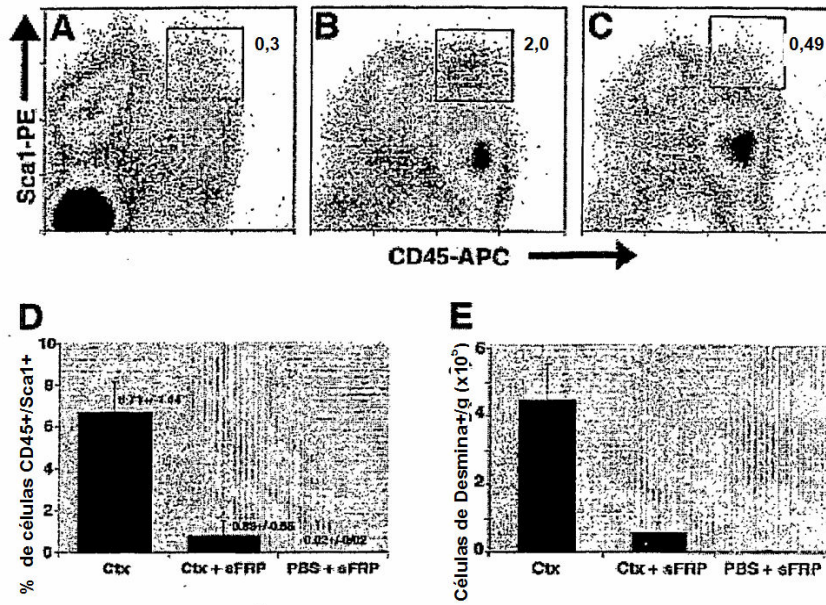 A
0,3
B
2,0
C
0,49
Sca1-PE
CD45-APC
D
% de células CD45+/Sca1+
10
8
6
4
2
0
Ctx
Ctx + sFRP
PBS + sFRP
E
Células de Desmina+/g (x10⁵)
6
4
2
0
Ctx
Ctx + sFRP
PBS + sFRP